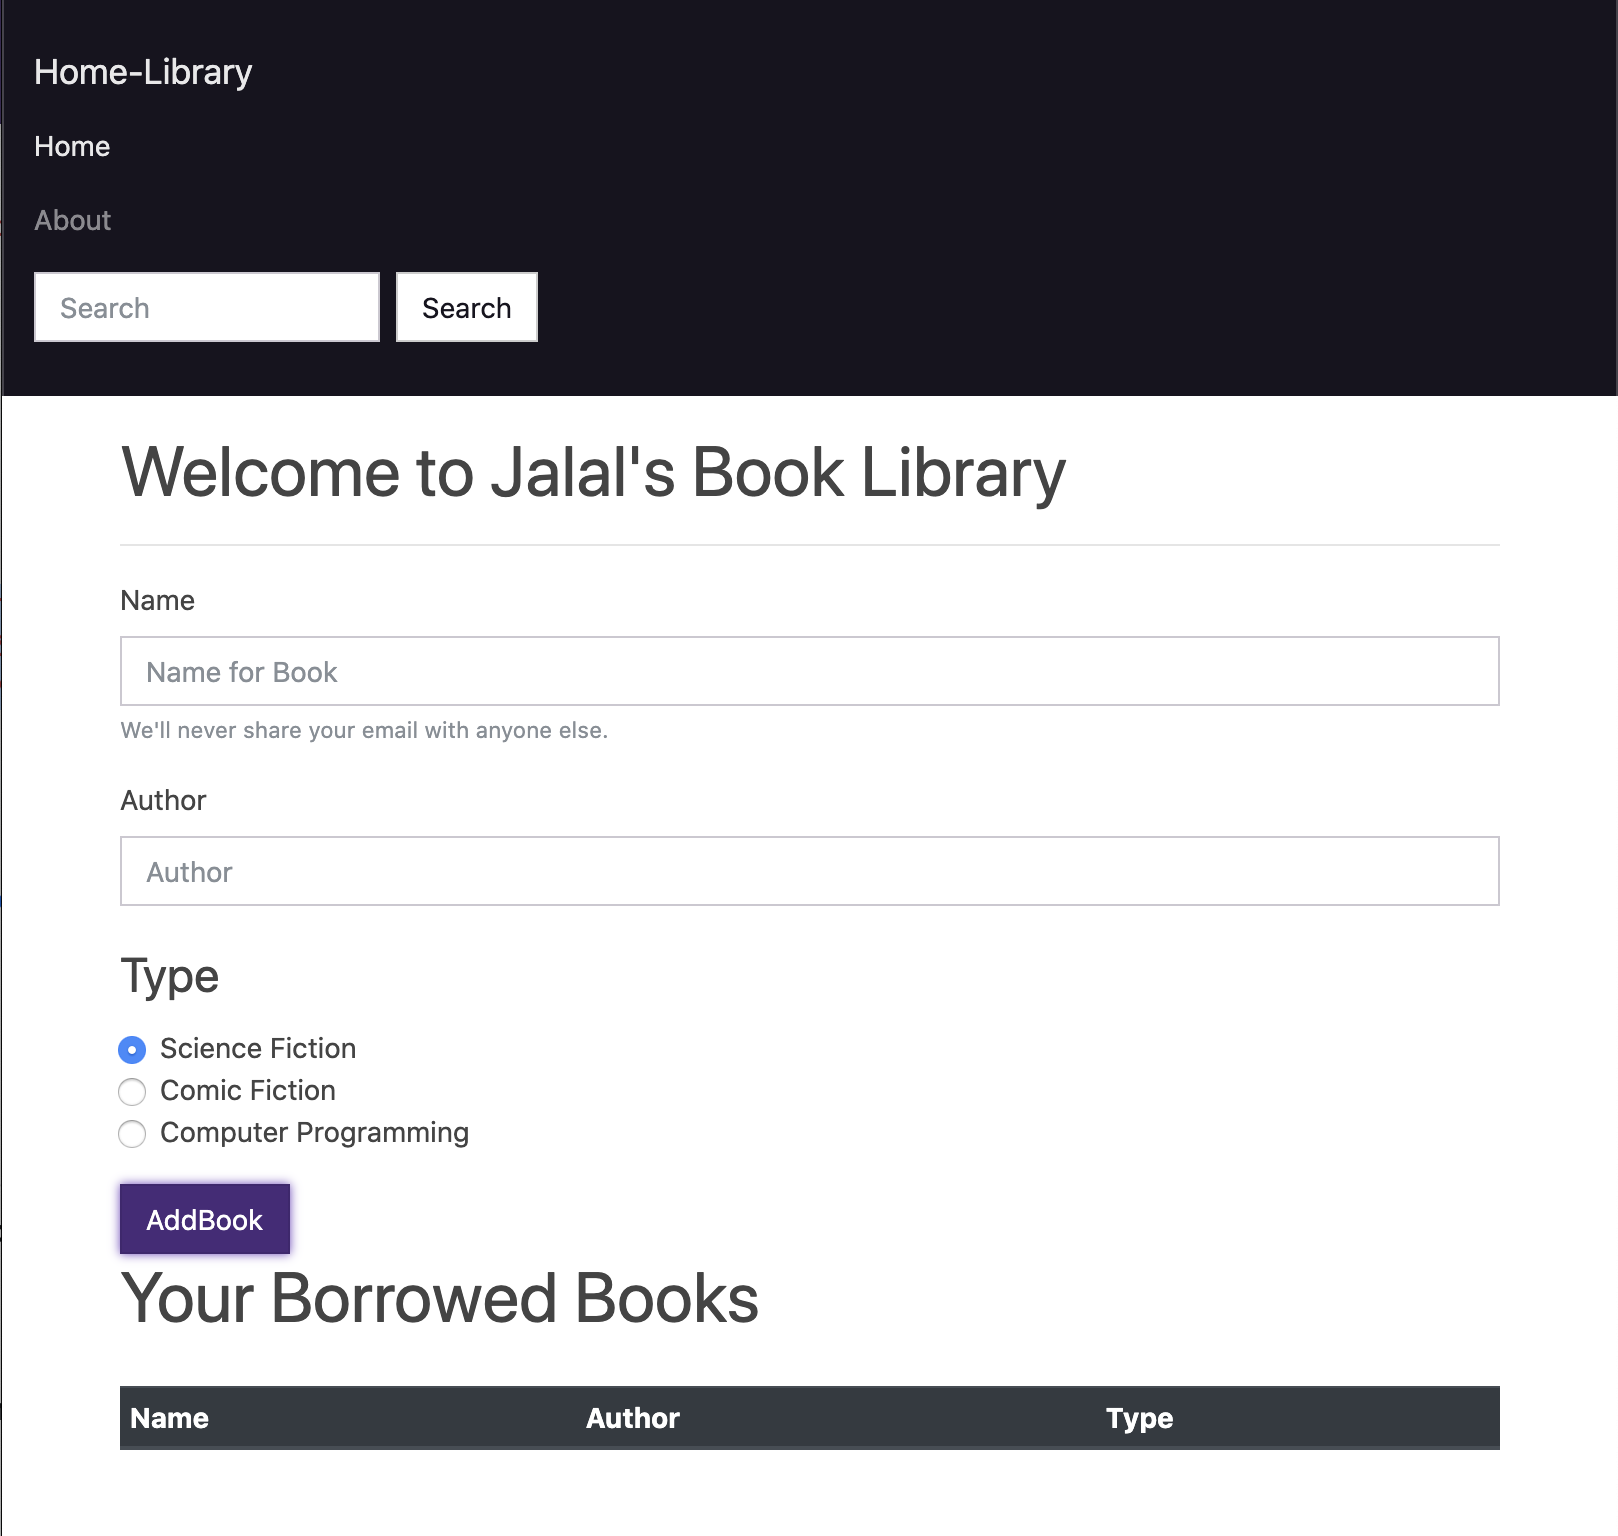 Home-Library
Home
About
Search Search
Welcome to Jalal's Book Library
Name
Name for Book
We'll never share your email with anyone else.
Author
Author
Type
Science Fiction
Comic Fiction
Computer Programming
AddBook
Your Borrowed Books
Name Author Type